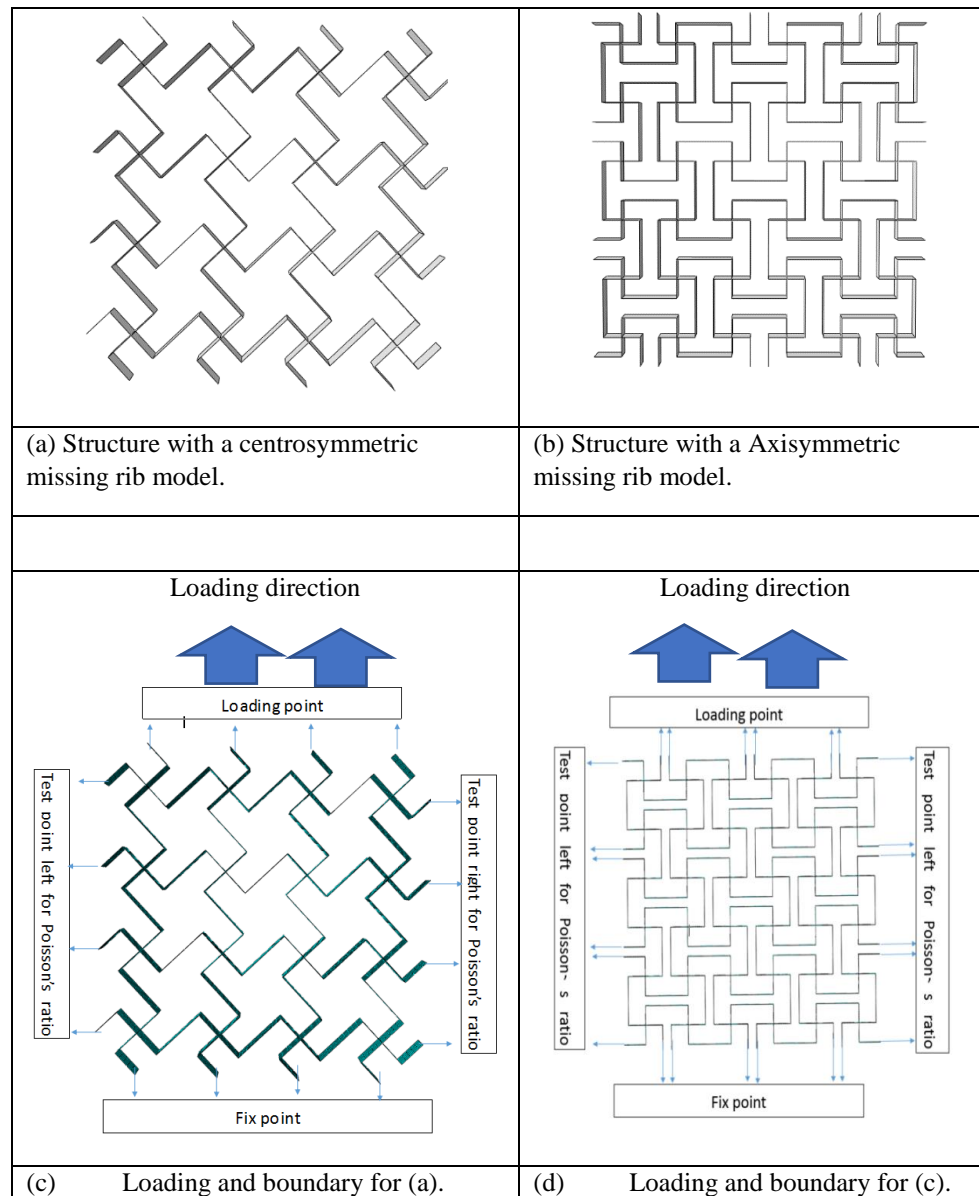 (a) Structure with a centrosymmetric
missing rib model.
(b) Structure with a Axisymmetric
missing rib model.
Loading direction
Loading point
Test point left for Poisson's ratio
Test point right for Poisson's ratio
Fix point
Loading direction
Loading point
Test point left for Poisson's ratio
Test point left for Poisson~ s ratio
Fix point
(c) Loading and boundary for (a).
(d) Loading and boundary for (c).